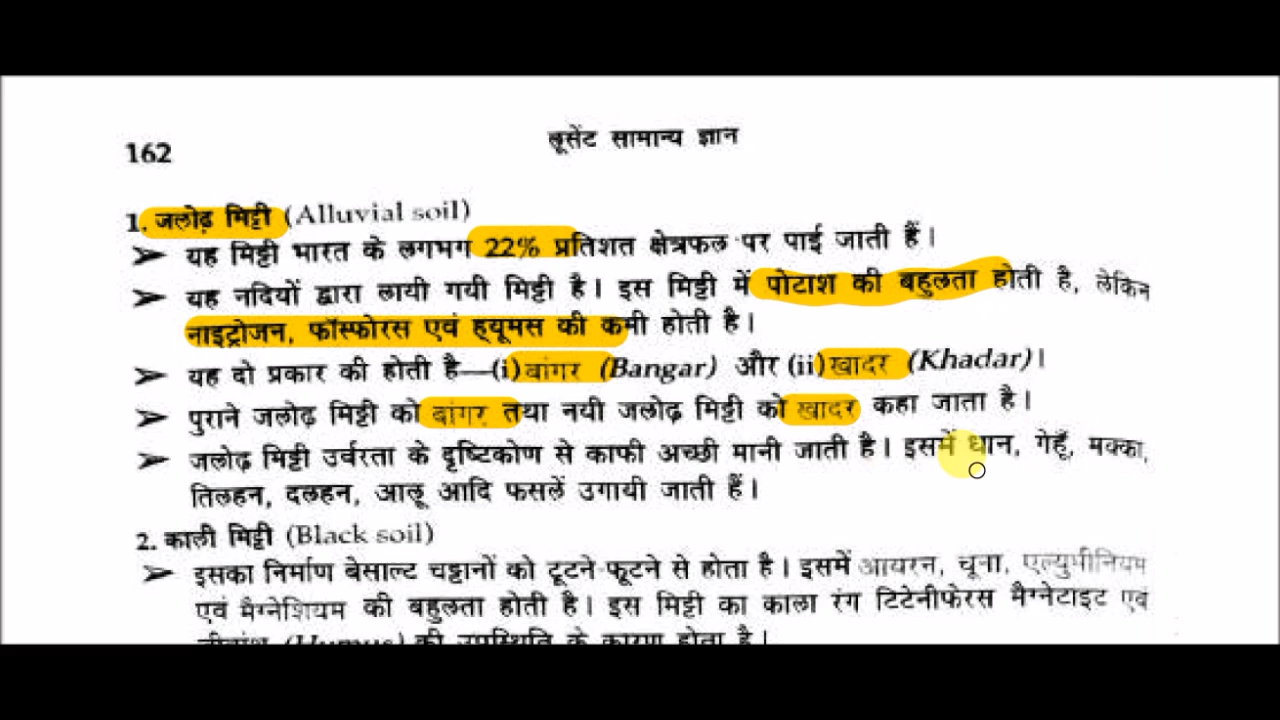 162
लूसेंट सामान्य ज्ञान
1. जलोढ़ मिट्टी (Alluvial soil)
➤ यह मिट्टी भारत के लगभग 22% प्रतिशत क्षेत्रफल पर पाई जाती हैं।
➤ यह नदियों द्वारा लायी गयी मिट्टी है। इस मिट्टी में पोटाश की बहुलता होती है, लेकिन
नाइट्रोजन, फॉस्फोरस एवं ह्यूमस की कमी होती है।
➤ यह दो प्रकार की होती है—(i) बांगर (Bangar) और (ii) खादर (Khadar)।
➤ पुराने जलोढ़ मिट्टी को बांगर तथा नयी जलोढ़ मिट्टी को खादर कहा जाता है।
➤ जलोढ़ मिट्टी उर्वरता के दृष्टिकोण से काफी अच्छी मानी जाती है। इसमें धान, गेहूँ, मक्का,
तिलहन, दलहन, आलू आदि फसलें उगायी जाती हैं।
2. काली मिट्टी (Black soil)
➤ इसका निर्माण बेसाल्ट चट्टानों को टूटने-फूटने से होता है। इसमें आयरन, चूना, एल्युमीनियम
एवं मैग्नेशियम की बहुलता होती है। इस मिट्टी का काला रंग टिटेनीफेरस मैग्नेटाइट एवं
जीवांश (Humus) की उपस्थिति के कारण होता है।